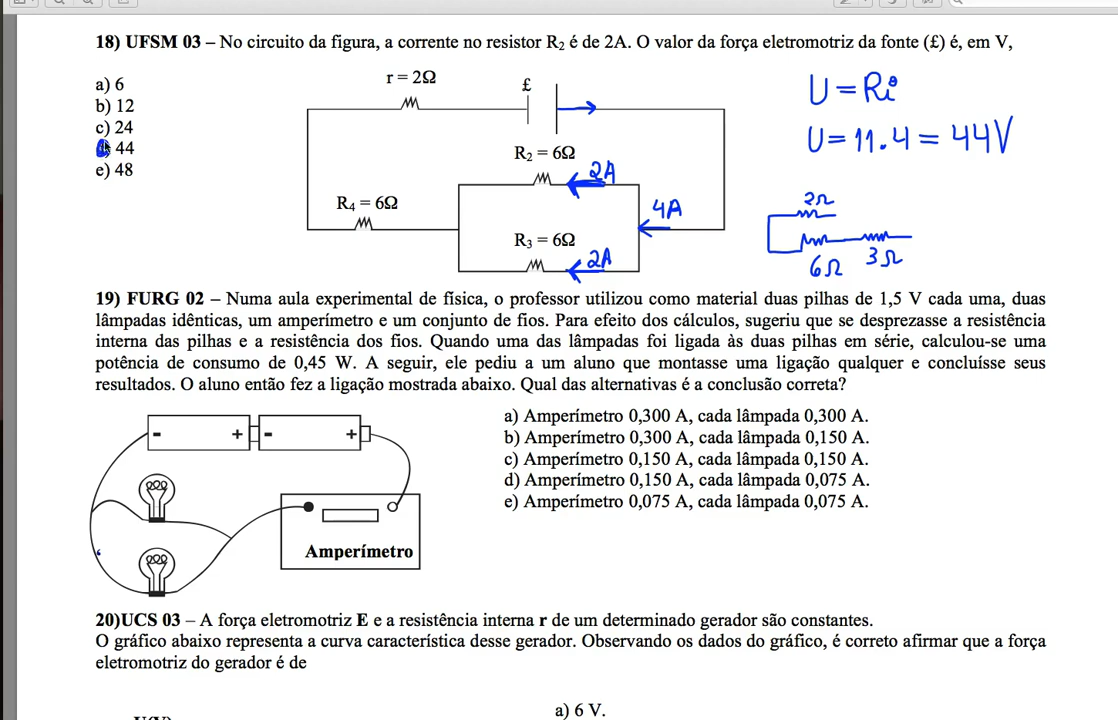 18) UFSM 03 – No circuito da figura, a corrente no resistor R₂ é de 2A. O valor da força eletromotriz da fonte (£) é, em V,
a) 6
b) 12
c) 24
44
e) 48
r = 2Ω
£
R₂ = 6Ω
2A
R₄ = 6Ω
4A
R₃ = 6Ω
2A
U = Ri
U = 11.4 = 44V
2Ω
6Ω
3Ω
19) FURG 02 – Numa aula experimental de física, o professor utilizou como material duas pilhas de 1,5 V cada uma, duas
lâmpadas idênticas, um amperímetro e um conjunto de fios. Para efeito dos cálculos, sugeriu que se desprezasse a resistência
interna das pilhas e a resistência dos fios. Quando uma das lâmpadas foi ligada às duas pilhas em série, calculou-se uma
potência de consumo de 0,45 W. A seguir, ele pediu a um aluno que montasse uma ligação qualquer e concluísse seus
resultados. O aluno então fez a ligação mostrada abaixo. Qual das alternativas é a conclusão correta?
- + - +
Amperímetro
a) Amperímetro 0,300 A, cada lâmpada 0,300 A.
b) Amperímetro 0,300 A, cada lâmpada 0,150 A.
c) Amperímetro 0,150 A, cada lâmpada 0,150 A.
d) Amperímetro 0,150 A, cada lâmpada 0,075 A.
e) Amperímetro 0,075 A, cada lâmpada 0,075 A.
20)UCS 03 – A força eletromotriz E e a resistência interna r de um determinado gerador são constantes.
O gráfico abaixo representa a curva característica desse gerador. Observando os dados do gráfico, é correto afirmar que a força
eletromotriz do gerador é de
a) 6 V.